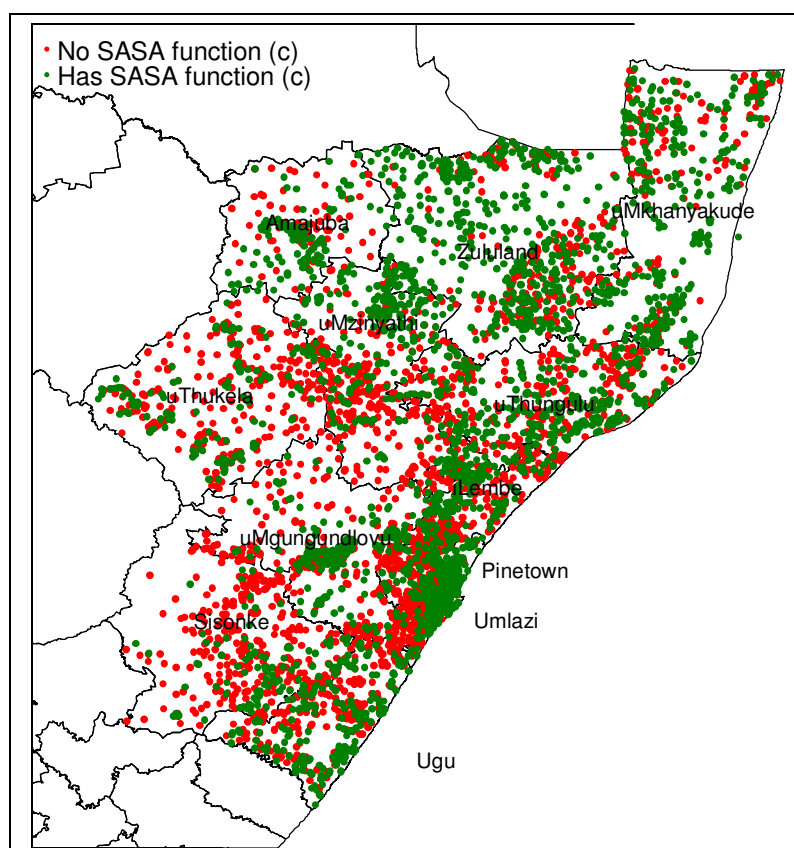 No SASA function (c)
Has SASA function (c)
uMkhanyakude
Amajuba
Zululand
uMzinyathi
uThukela
uThungulu
iLembe
uMgungundlovu
Pinetown
Sisonke
Umlazi
Ugu